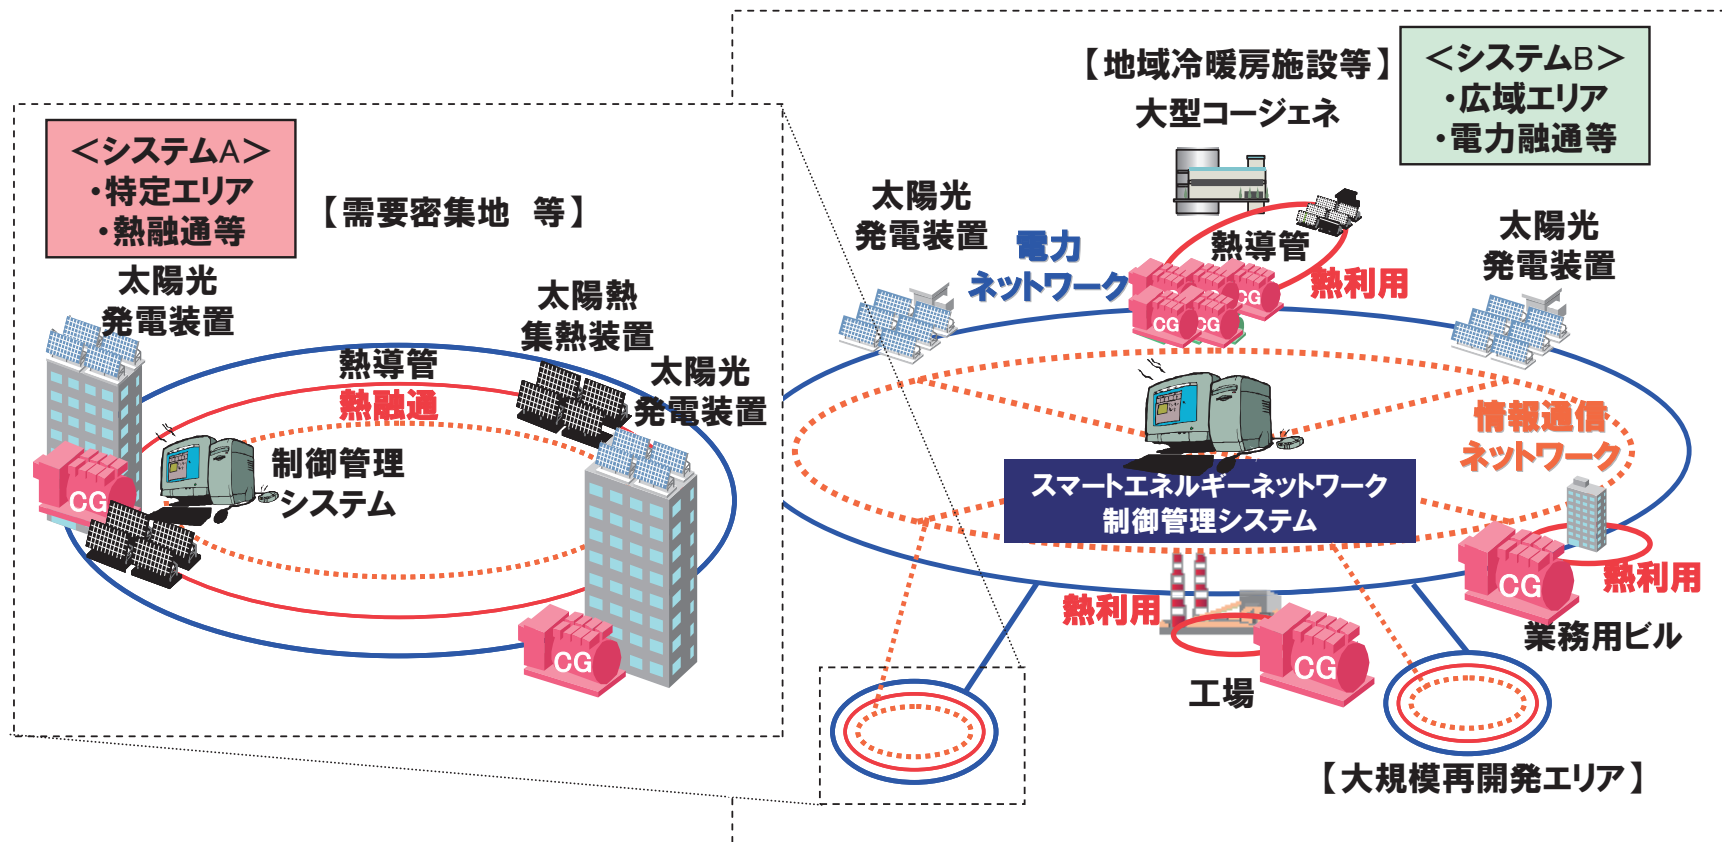 ＜システムA＞
・特定エリア
・熱融通等
【需要密集地　等】
太陽光
発電装置
太陽熱
集熱装置
太陽光
発電装置
熱導管
熱融通
制御管理
システム
CG
CG
＜システムB＞
・広域エリア
・電力融通等
【地域冷暖房施設等】
大型コージェネ
太陽光
発電装置
電力
ネットワーク
熱導管
熱利用
太陽光
発電装置
CG
CG
CG
情報通信
ネットワーク
スマートエネルギーネットワーク
制御管理システム
熱利用
CG
工場
CG
熱利用
業務用ビル
【大規模再開発エリア】